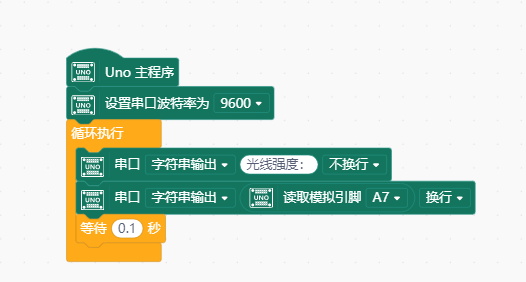 UNO Uno 主程序
UNO 设置串口波特率为 9600
循环执行
UNO 串口 字符串输出 光线强度： 不换行
UNO 串口 字符串输出 UNO 读取模拟引脚 A7 换行
等待 0.1 秒